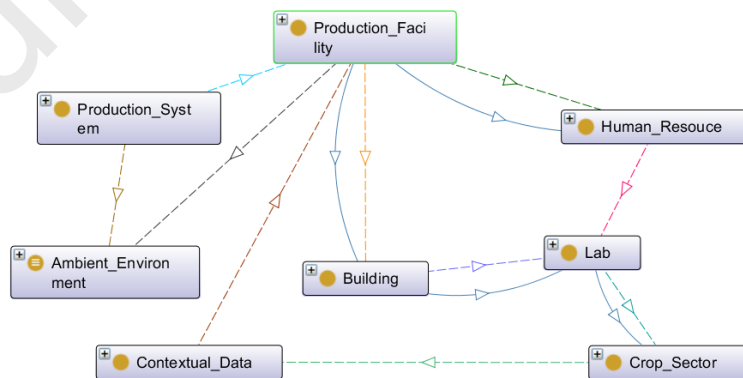 Production_Faci
lity
Production_Syst
em
Human_Resouce
Ambient_Environ
ment
Building
Lab
Contextual_Data
Crop_Sector